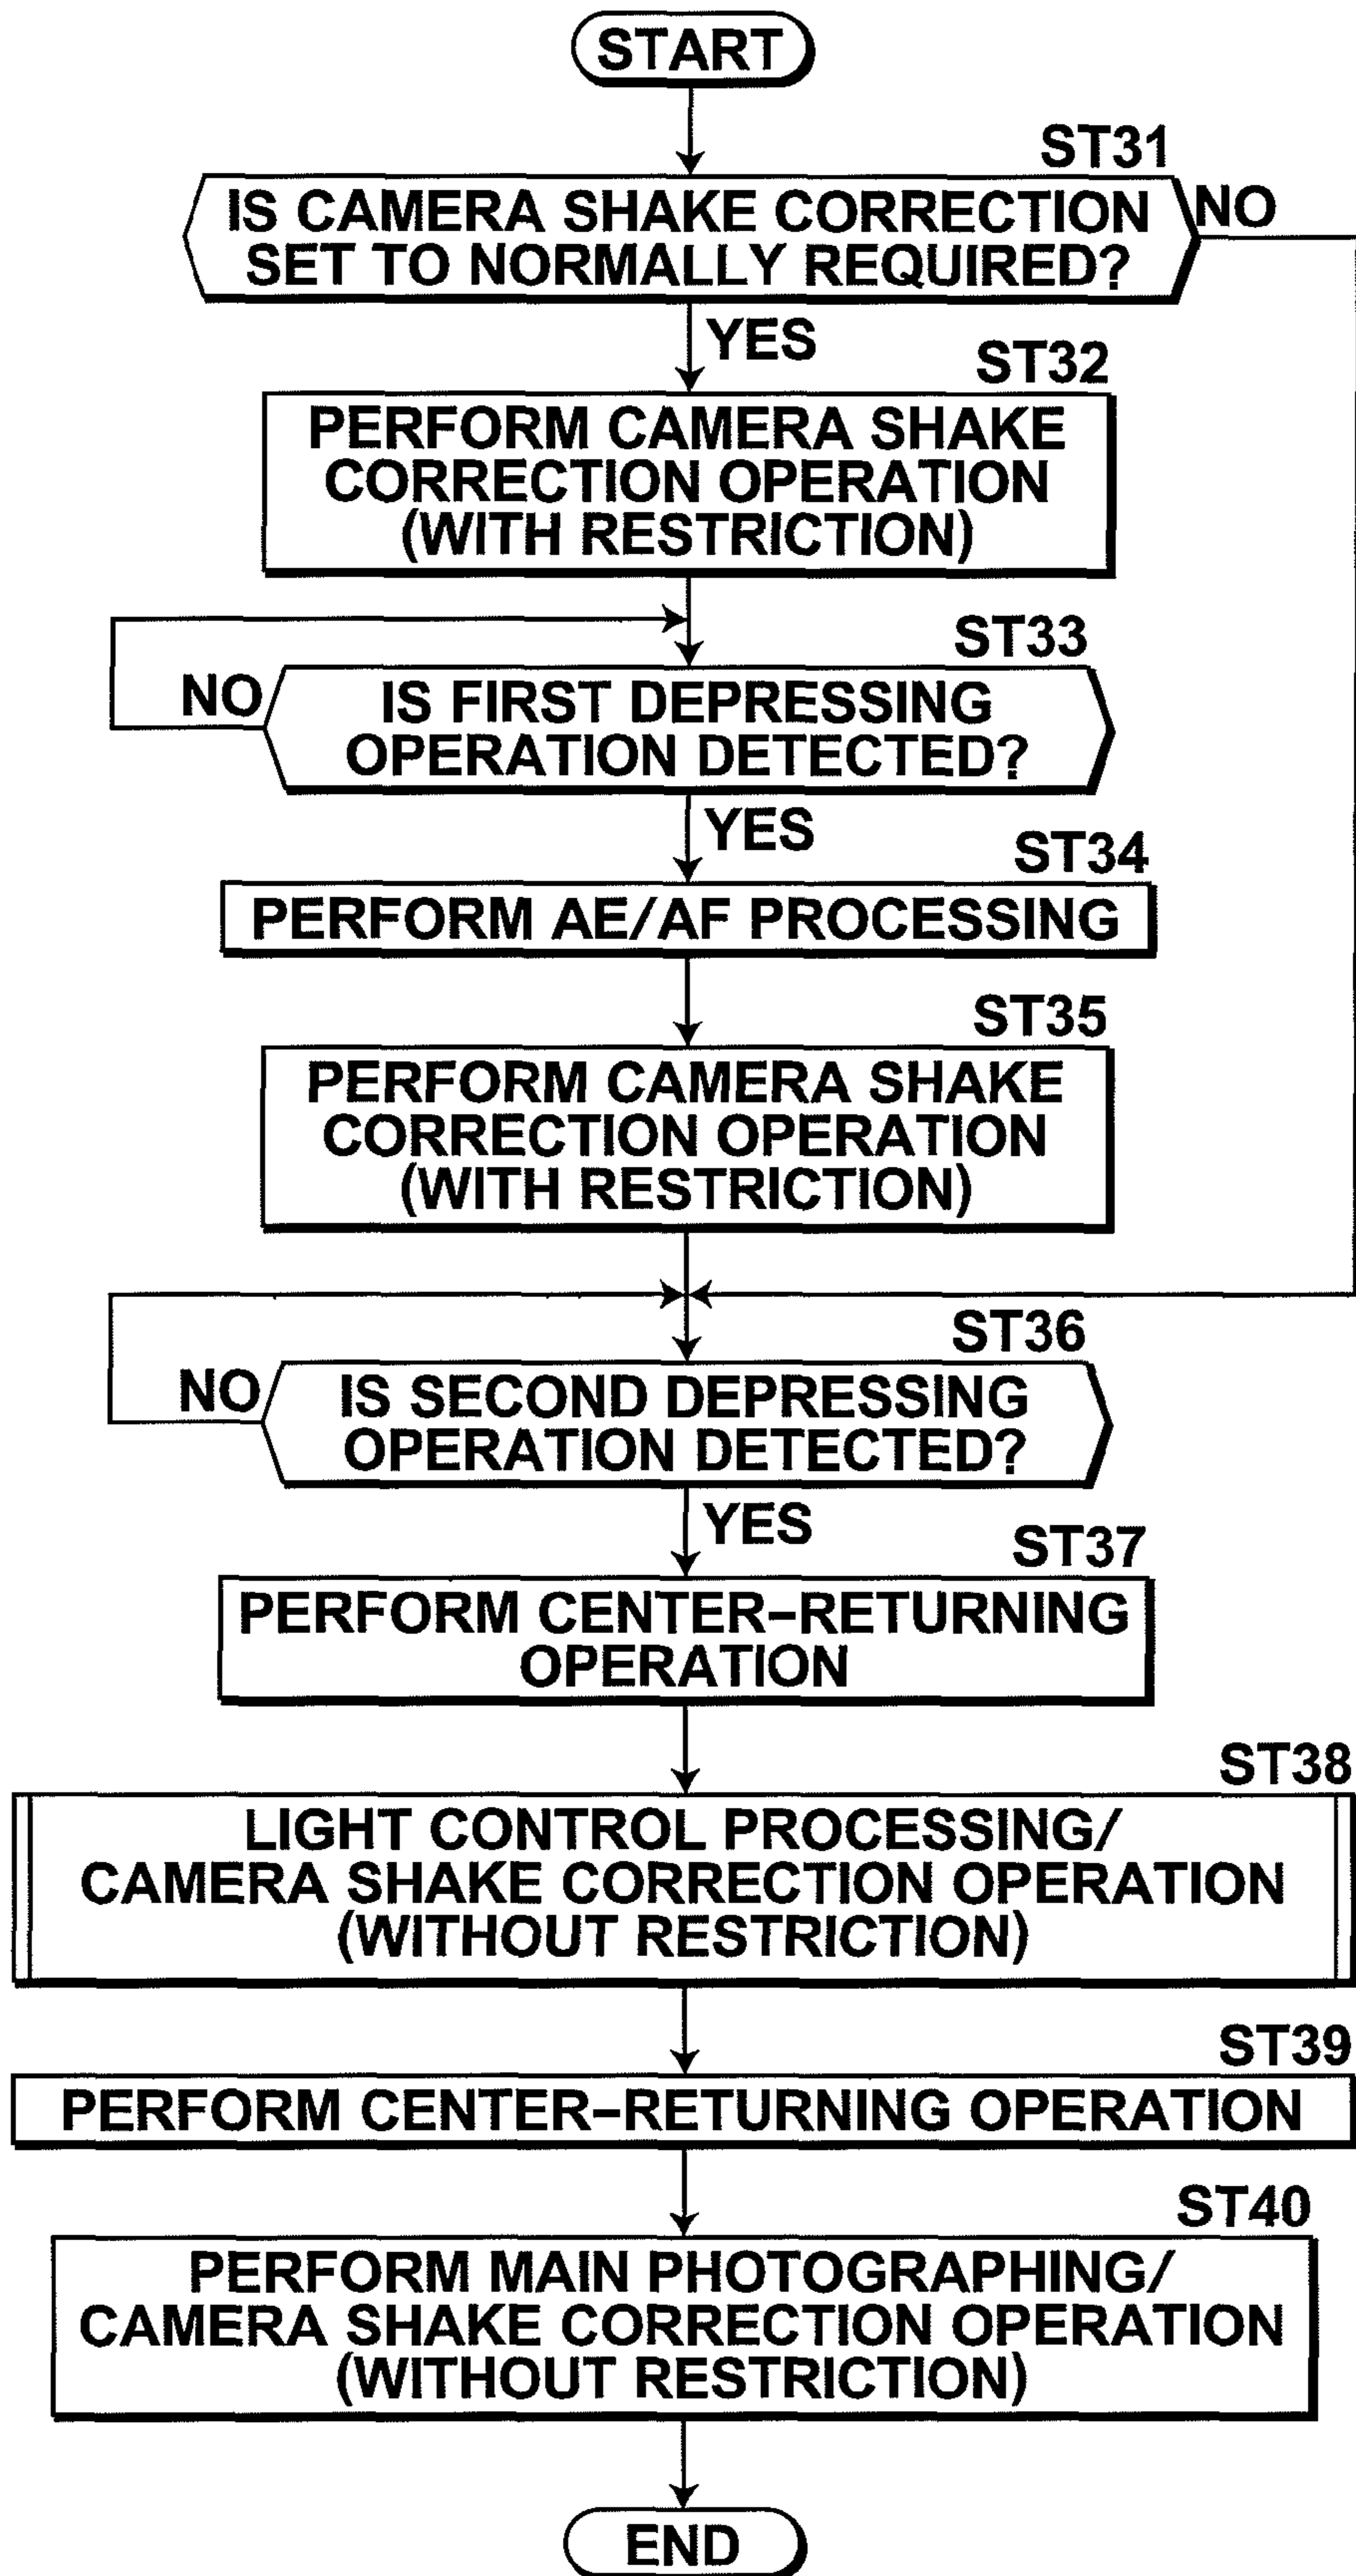 START
ST31
IS CAMERA SHAKE CORRECTION
SET TO NORMALLY REQUIRED?
NO
YES
ST32
PERFORM CAMERA SHAKE
CORRECTION OPERATION
(WITH RESTRICTION)
ST33
NO
IS FIRST DEPRESSING
OPERATION DETECTED?
YES
ST34
PERFORM AE/AF PROCESSING
ST35
PERFORM CAMERA SHAKE
CORRECTION OPERATION
(WITH RESTRICTION)
ST36
NO
IS SECOND DEPRESSING
OPERATION DETECTED?
YES
ST37
PERFORM CENTER-RETURNING
OPERATION
ST38
LIGHT CONTROL PROCESSING/
CAMERA SHAKE CORRECTION OPERATION
(WITHOUT RESTRICTION)
ST39
PERFORM CENTER-RETURNING OPERATION
ST40
PERFORM MAIN PHOTOGRAPHING/
CAMERA SHAKE CORRECTION OPERATION
(WITHOUT RESTRICTION)
END